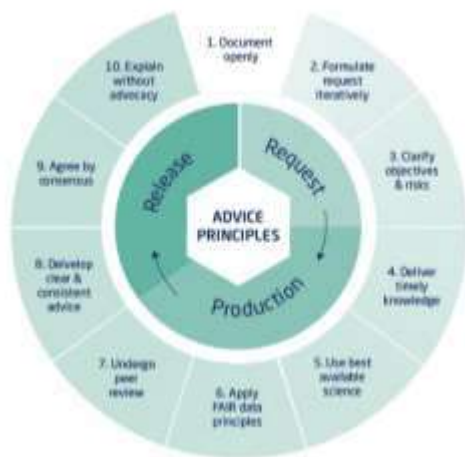 1. Document
openly
2. Formulate
request
iteratively
3. Clarify
objectives
& risks
4. Deliver
timely
knowledge
5. Use best
available
science
6. Apply
FAIR data
principles
7. Undergo
peer
review
8. Develop
clear &
consistent
advice
9. Agree by
consensus
10. Explain
without
advocacy
Release
Request
Production
ADVICE
PRINCIPLES